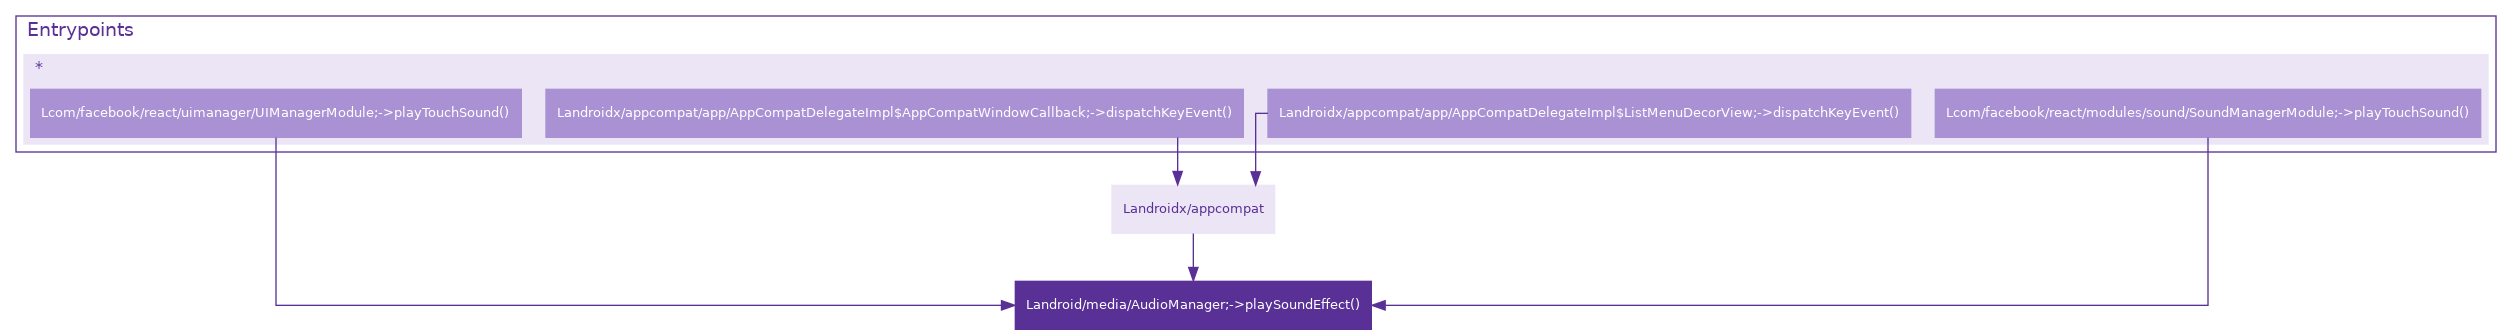 Entrypoints
*
Lcom/facebook/react/uimanager/UIManagerModule;->playTouchSound()
Landroidx/appcompat/app/AppCompatDelegateImpl$AppCompatWindowCallback;->dispatchKeyEvent()
Landroidx/appcompat/app/AppCompatDelegateImpl$ListMenuDecorView;->dispatchKeyEvent()
Lcom/facebook/react/modules/sound/SoundManagerModule;->playTouchSound()
Landroidx/appcompat
Landroid/media/AudioManager;->playSoundEffect()